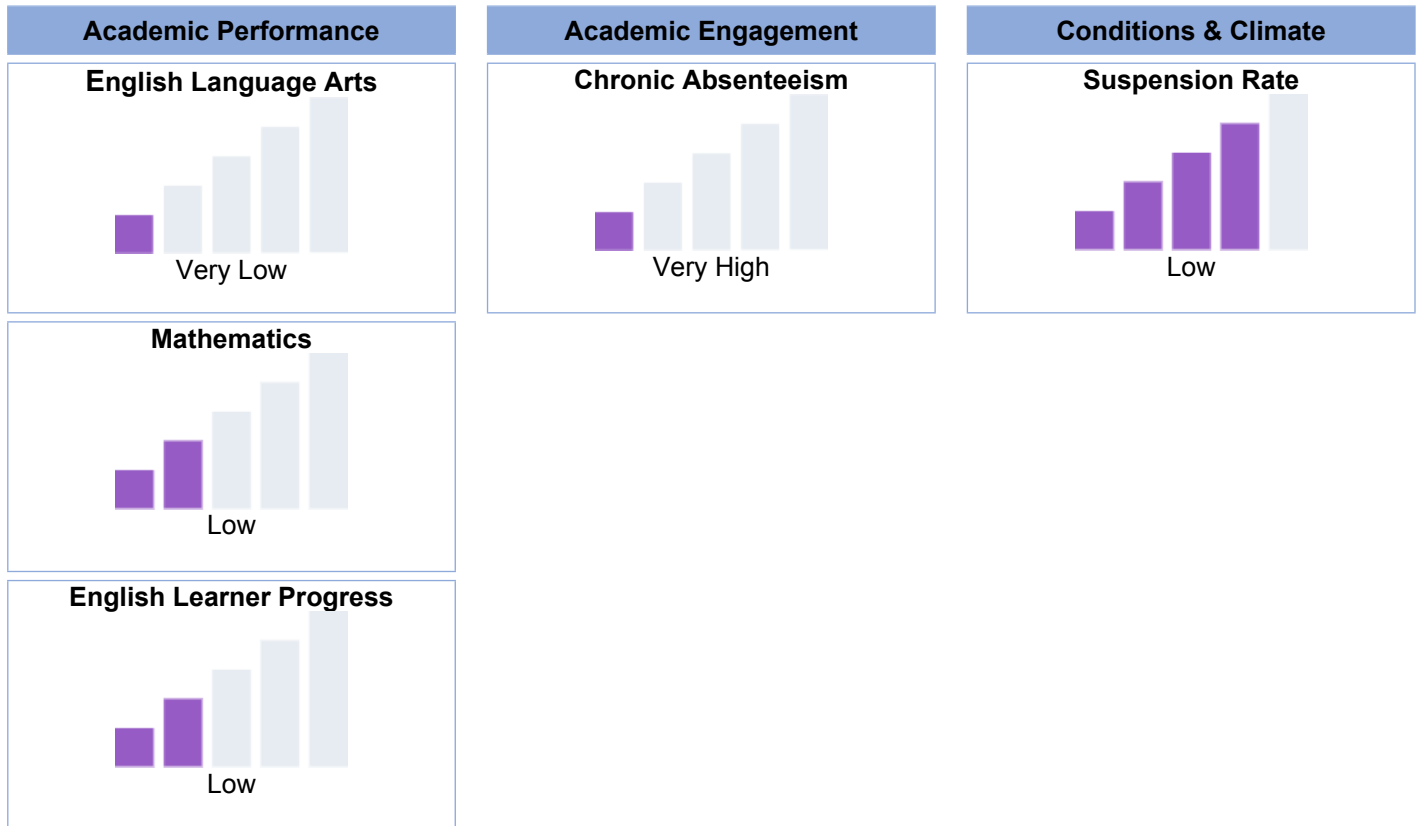 Academic Performance
Academic Engagement
Conditions & Climate
English Language Arts
Very Low
Chronic Absenteeism
Very High
Suspension Rate
Low
Mathematics
Low
English Learner Progress
Low